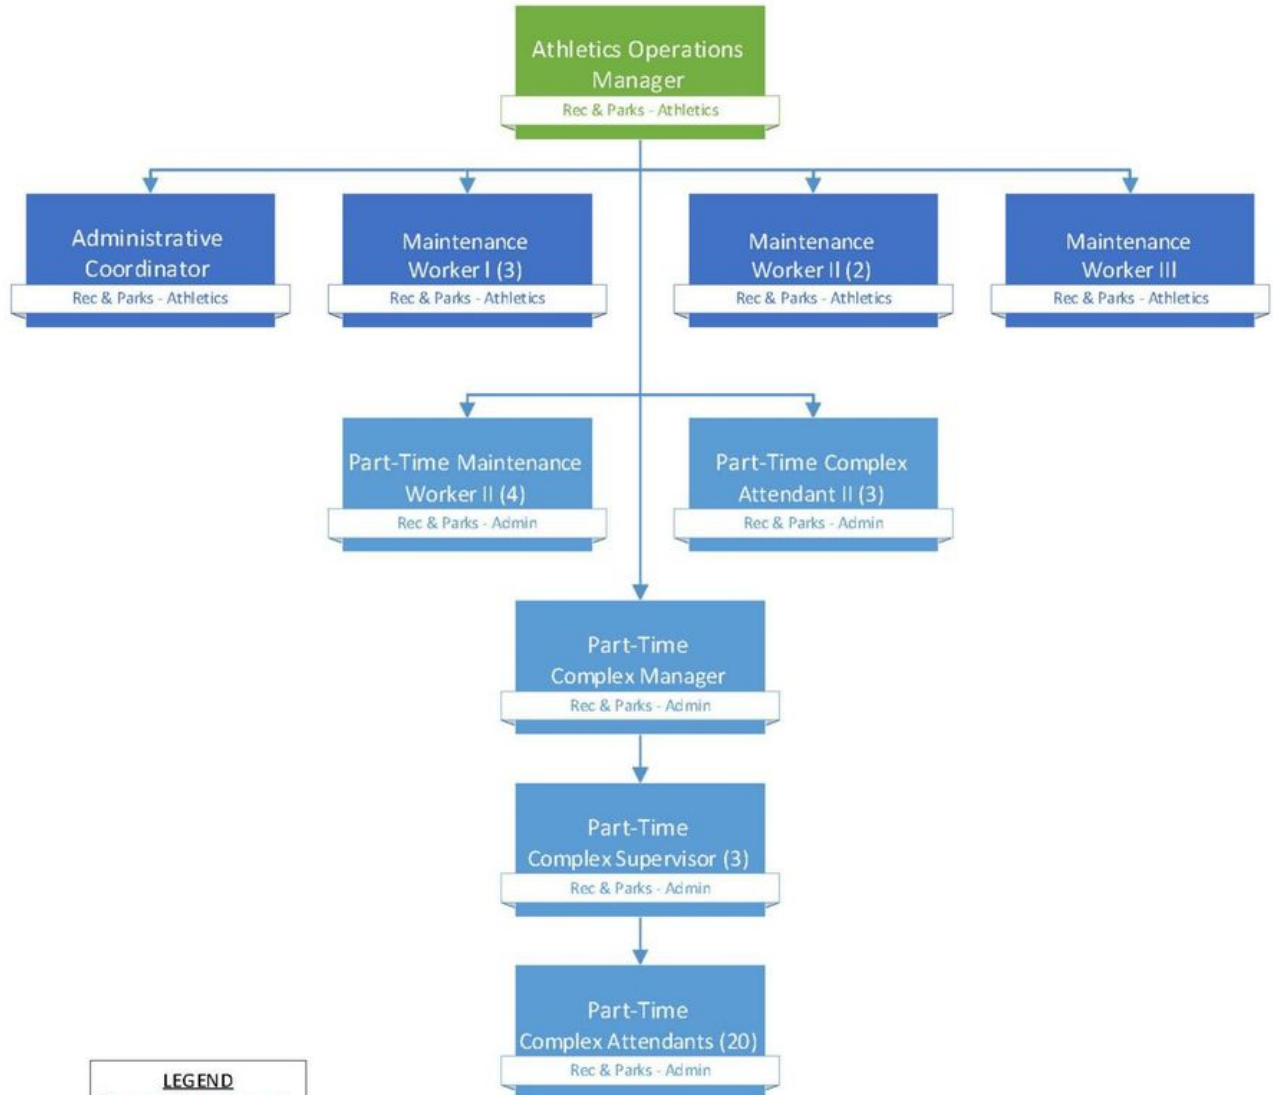 Athletics Operations
Manager
Rec & Parks - Athletics
Administrative
Coordinator
Rec & Parks - Athletics
Maintenance
Worker I (3)
Rec & Parks - Athletics
Maintenance
Worker II (2)
Rec & Parks - Athletics
Maintenance
Worker III
Rec & Parks - Athletics
Part-Time Maintenance
Worker II (4)
Rec & Parks - Admin
Part-Time Complex
Attendant II (3)
Rec & Parks - Admin
Part-Time
Complex Manager
Rec & Parks - Admin
Part-Time
Complex Supervisor (3)
Rec & Parks - Admin
Part-Time
Complex Attendants (20)
Rec & Parks - Admin
LEGEND